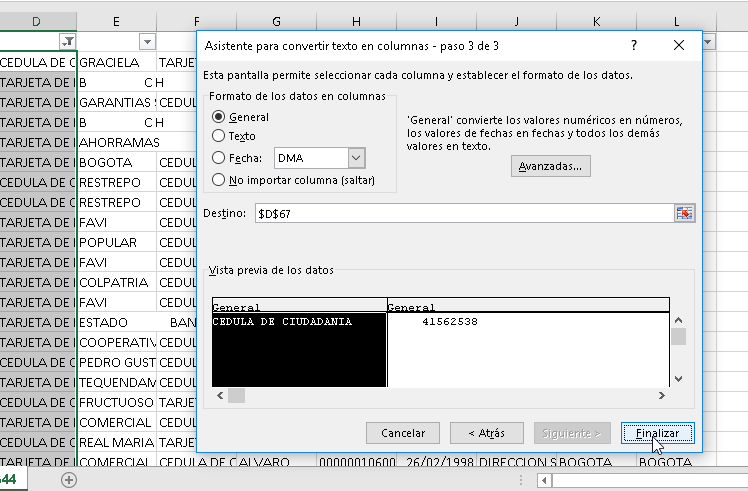 D E F G H I J K L
CEDULA DE C GRACIELA TARJE
TARJETA DE I B C H
TARJETA DE I GARANTIAS S CEDUL
TARJETA DE I B C H
TARJETA DE I AHORRAMAS
TARJETA DE I BOGOTA CEDUL
CEDULA DE C RESTREPO CEDUL
CEDULA DE C RESTREPO CEDUL
TARJETA DE I FAVI CEDUL
TARJETA DE I POPULAR CEDUL
TARJETA DE I FAVI CEDUL
TARJETA DE I COLPATRIA CEDUL
TARJETA DE I FAVI CEDUL
TARJETA DE I ESTADO BAN
TARJETA DE I COOPERATIV CEDUL
CEDULA DE C PEDRO GUST CEDUL
TARJETA DE I TEQUENDAM CEDUL
CEDULA DE C FRUCTUOSO TARJE
TARJETA DE I COMERCIAL CEDUL
CEDULA DE C REAL MARIA TARJE
TARJETA DE I COMERCIAL CEDULA DE C ALVARO 00000010600 26/02/1998 DIRECCION S BOGOTA BOGOTA
Asistente para convertir texto en columnas - paso 3 de 3 ?
Esta pantalla permite seleccionar cada columna y establecer el formato de los datos.
Formato de los datos en columnas
General
Texto
Fecha: DMA
No importar columna (saltar)
'General' convierte los valores numéricos en números,
los valores de fechas en fechas y todos los demás
valores en texto.
Avanzadas...
Destino: $D$67
Vista previa de los datos
General General
CEDULA DE CIUDADANIA 41562538
Cancelar < Atrás Siguiente > Finalizar
44